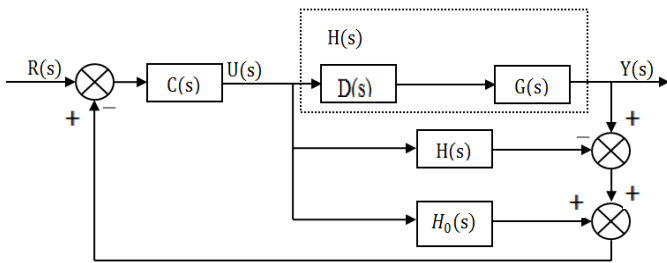 H(s)
R(s)
C(s)
U(s)
D(s)
G(s)
Y(s)
+
−
+
−
H(s)
+
+
H₀(s)